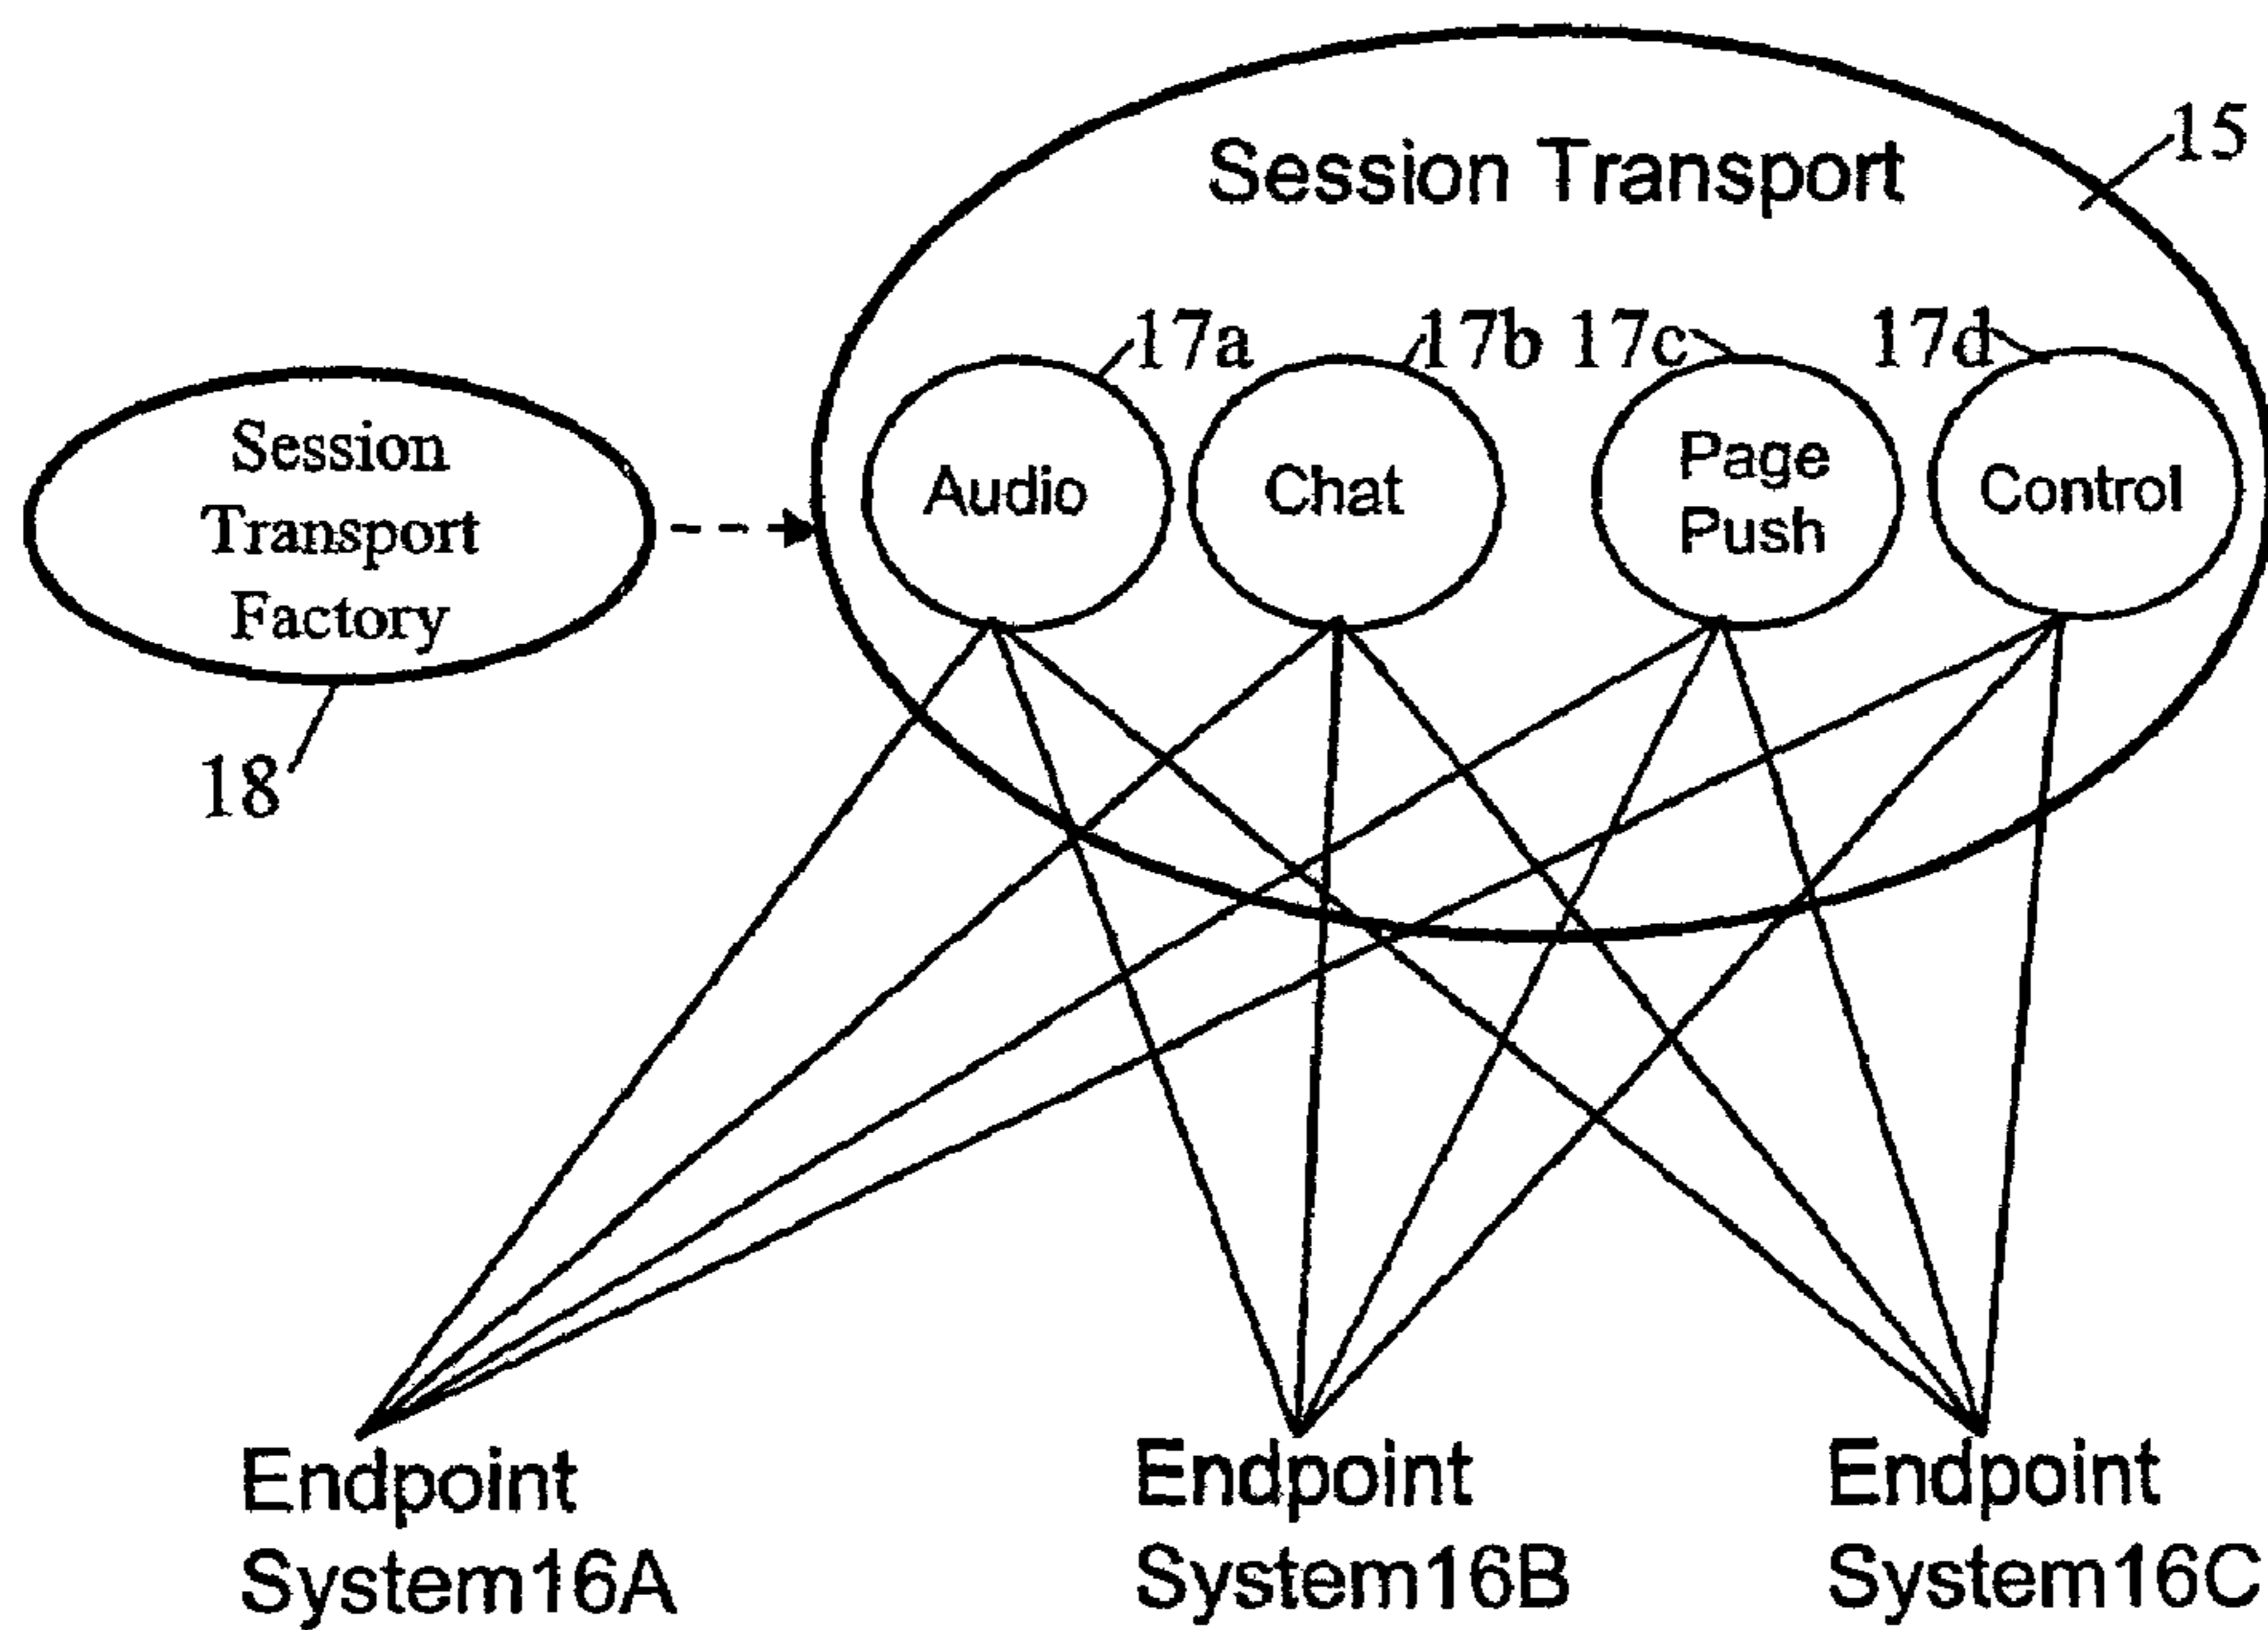 15
Session Transport
17a
17b
17c
17d
Audio
Chat
Page
Push
Control
Session
Transport
Factory
18
Endpoint
System16A
Endpoint
System16B
Endpoint
System16C